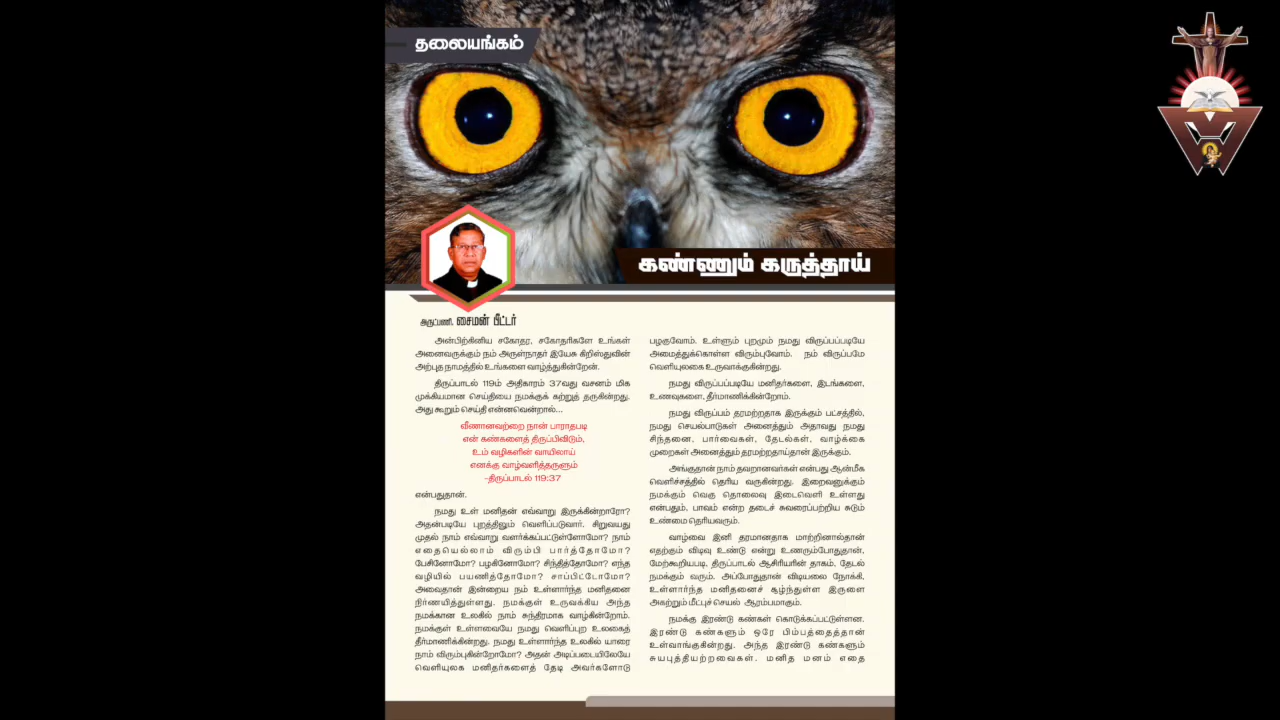 தலையங்கம்
கண்ணும் கருத்தாய்
அருட்பணி. சைமன் பீட்டர்
அன்பிற்கினிய சகோதர, சகோதரிகளே உங்கள்
அனைவருக்கும் நம் அருள்நாதர் இயேசு கிறிஸ்துவின்
அற்புத நாமத்தில் உங்களை வாழ்த்துகின்றேன்.
திருப்பாடல் 119ம் அதிகாரம் 37வது வசனம் மிக
முக்கியமான செய்தியை நமக்குக் கற்றுத் தருகின்றது.
அது கூறும் செய்தி என்னவென்றால்...
வீணானவற்றை நான் பாராதபடி
என் கண்களைத் திருப்பிவிடும்,
உம் வழிகளின் வாயிலாய்
எனக்கு வாழ்வளித்தருளும்
-திருப்பாடல் 119:37
என்பதுதான்.
நமது உள் மனிதன் எவ்வாறு இருக்கின்றாரோ?
அதன்படியே புறத்திலும் வெளிப்படுவார். சிறுவயது
முதல் நாம் எவ்வாறு வளர்க்கப்பட்டுள்ளோமோ? நாம்
எதையெல்லாம் விரும்பி பார்த்தோமோ?
பேசினோமோ? பழகினோமோ? சிந்தித்தோமோ? எந்த
வழியில் பயணித்தோமோ? சாப்பிட்டோமோ?
அவைதான் இன்றைய நம் உள்ளார்ந்த மனிதனை
நிர்ணயித்துள்ளது. நமக்குள் உருவக்கிய அந்த
நமக்கான உலகில் நாம் சுந்திரமாக வாழ்கின்றோம்.
நமக்குள் உள்ளவையே நமது வெளிப்புற உலகைத்
தீர்மாணிக்கின்றது. நமது உள்ளார்ந்த உலகில் யாரை
நாம் விரும்புகின்றோமோ? அதன் அடிப்படையிலேயே
வெளியுலக மனிதர்களைத் தேடி அவர்களோடு
பழகுவோம். உள்ளும் புறமும் நமது விருப்பப்படியே
அமைத்துக்கொள்ள விரும்புவோம். நம் விருப்பமே
வெளியுலகை உருவாக்குகின்றது.
நமது விருப்பப்படியே மனிதர்களை, இடங்களை,
உணவுகளை, தீர்மாணிக்கின்றோம்.
நமது விருப்பம் தரமற்றதாக இருக்கும் பட்சத்தில்,
நமது செயல்பாடுகள் அனைத்தும் அதாவது நமது
சிந்தனை, பார்வைகள், தேடல்கள், வாழ்க்கை
முறைகள் அனைத்தும் தரமற்றதாய்தான் இருக்கும்.
அங்குதான் நாம் தவறானவர்கள் என்பது ஆன்மீக
வெளிச்சத்தில் தெரிய வருகின்றது. இறைவனுக்கும்
நமக்கும் வெகு தொலைவு இடைவெளி உள்ளது
என்பதும், பாவம் என்ற தடைச் சுவரைப்பற்றிய சுடும்
உண்மை தெரியவரும்.
வாழ்வை இனி தரமானதாக மாற்றினால்தான்
எதற்கும் விடிவு உண்டு என்று உணரும்போதுதான்,
மேற்கூறியபடி, திருப்பாடல் ஆசிரியரின் தாகம், தேடல்
நமக்கும் வரும். அப்போதுதான் விடியலை நோக்கி,
உள்ளார்ந்த மனிதனைச் சூழ்ந்துள்ள இருளை
அகற்றும் மீட்புச் செயல் ஆரம்பமாகும்.
நமக்கு இரண்டு கண்கள் கொடுக்கப்பட்டுள்ளன.
இரண்டு கண்களும் ஒரே பிம்பத்தைத்தான்
உள்வாங்குகின்றது. அந்த இரண்டு கண்களும்
சுயபுத்தியற்றவைகள். மனித மனம் எதை